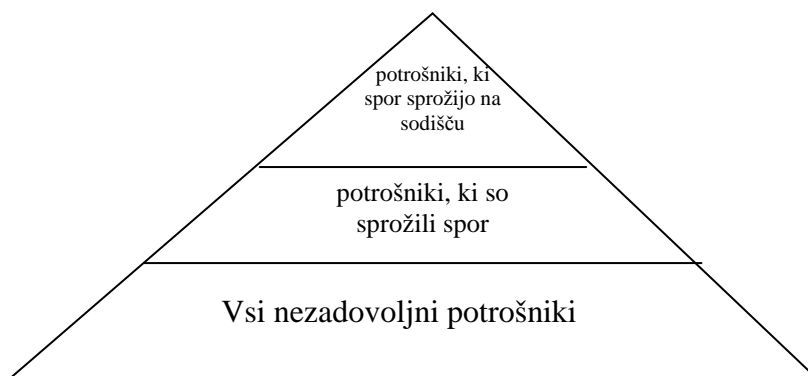 potrošniki, ki
spor sprožijo na
sodišču
potrošniki, ki so
sprožili spor
Vsi nezadovoljni potrošniki